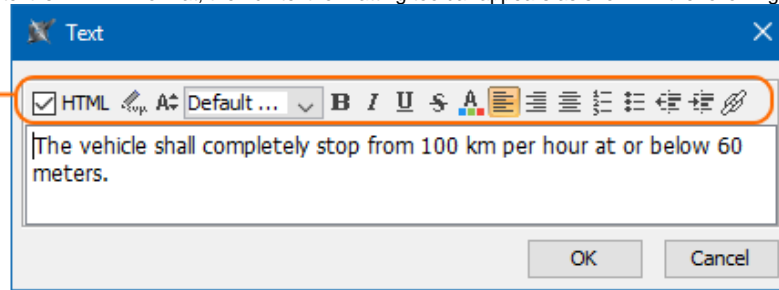 Text
HTML A Default ... B I U S A
The vehicle shall completely stop from 100 km per hour at or below 60
meters.
OK Cancel